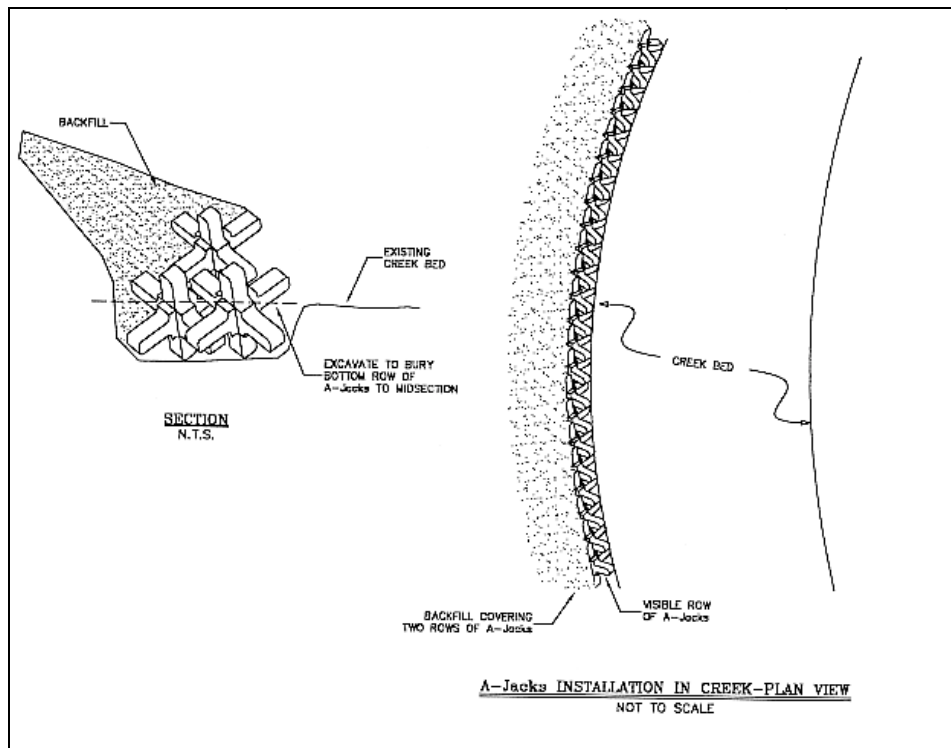 BACKFILL
EXISTING
CREEK BED
EXCAVATE TO BURY
BOTTOM ROW OF
A-Jacks TO MIDSECTION
SECTION
N.T.S.
CREEK BED
BACKFILL COVERING
TWO ROWS OF A-Jacks
VISIBLE ROW
OF A-Jacks
A-Jacks INSTALLATION IN CREEK-PLAN VIEW
NOT TO SCALE